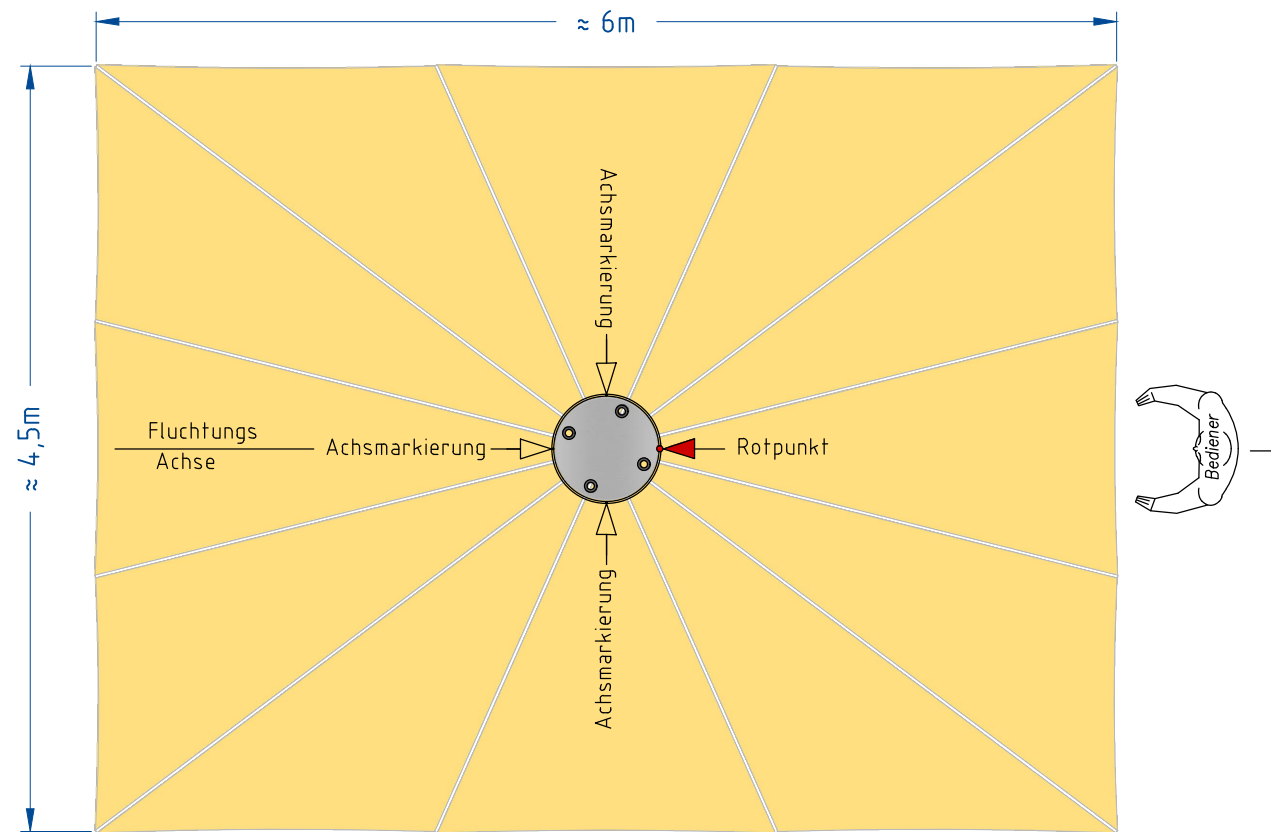 ≈ 6m
Achsmarkierung
≈ 4,5m
Fluchtungs
Achse
Achsmarkierung
Rotpunkt
Bediener
Achsmarkierung